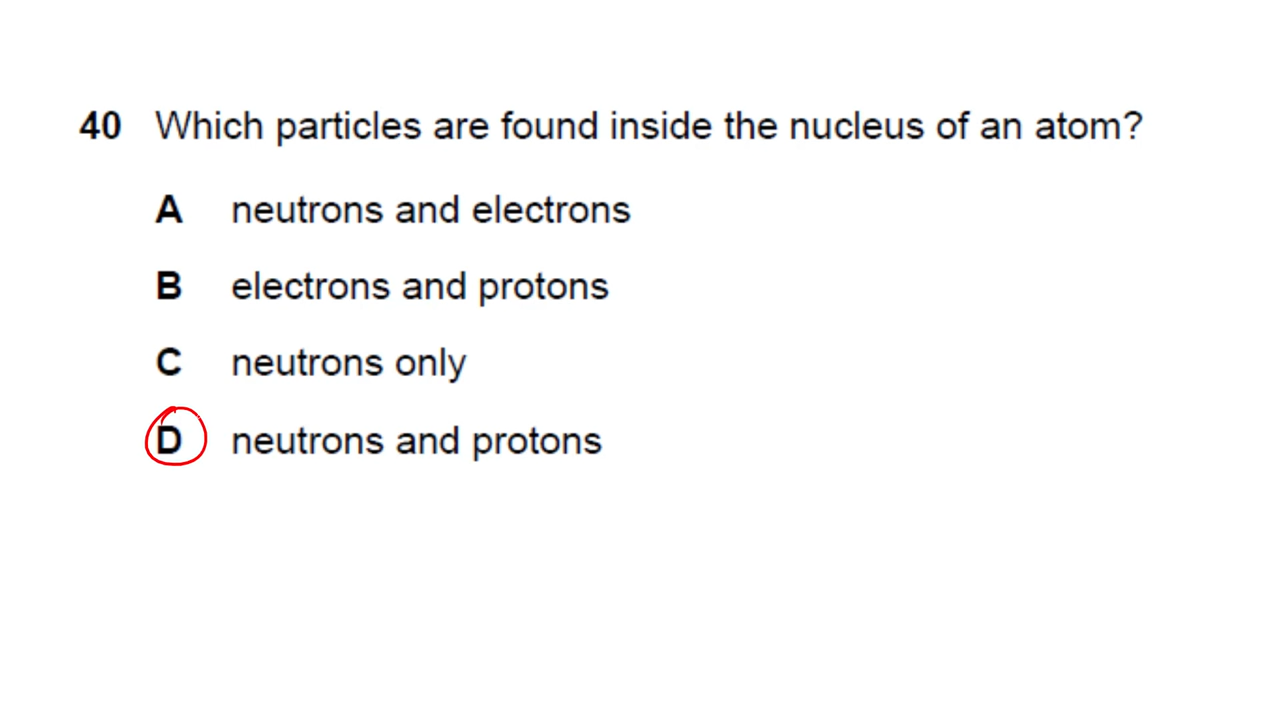 40 Which particles are found inside the nucleus of an atom?
A neutrons and electrons
B electrons and protons
C neutrons only
D neutrons and protons